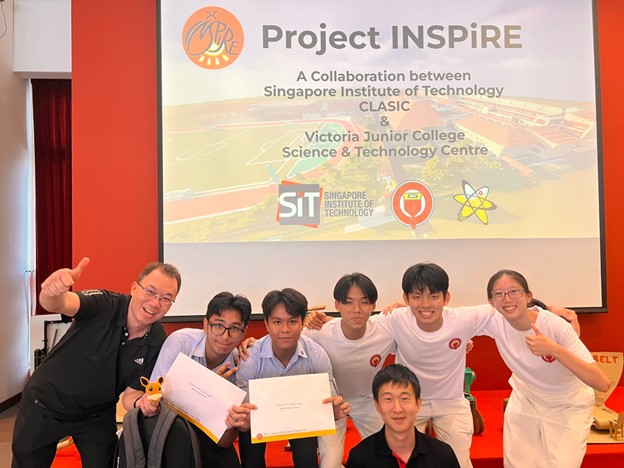 INSPiRE
Project INSPiRE
A Collaboration between
Singapore Institute of Technology
CLASIC
&
Victoria Junior College
Science & Technology Centre
SiT
SINGAPORE
INSTITUTE OF
TECHNOLOGY
BELT